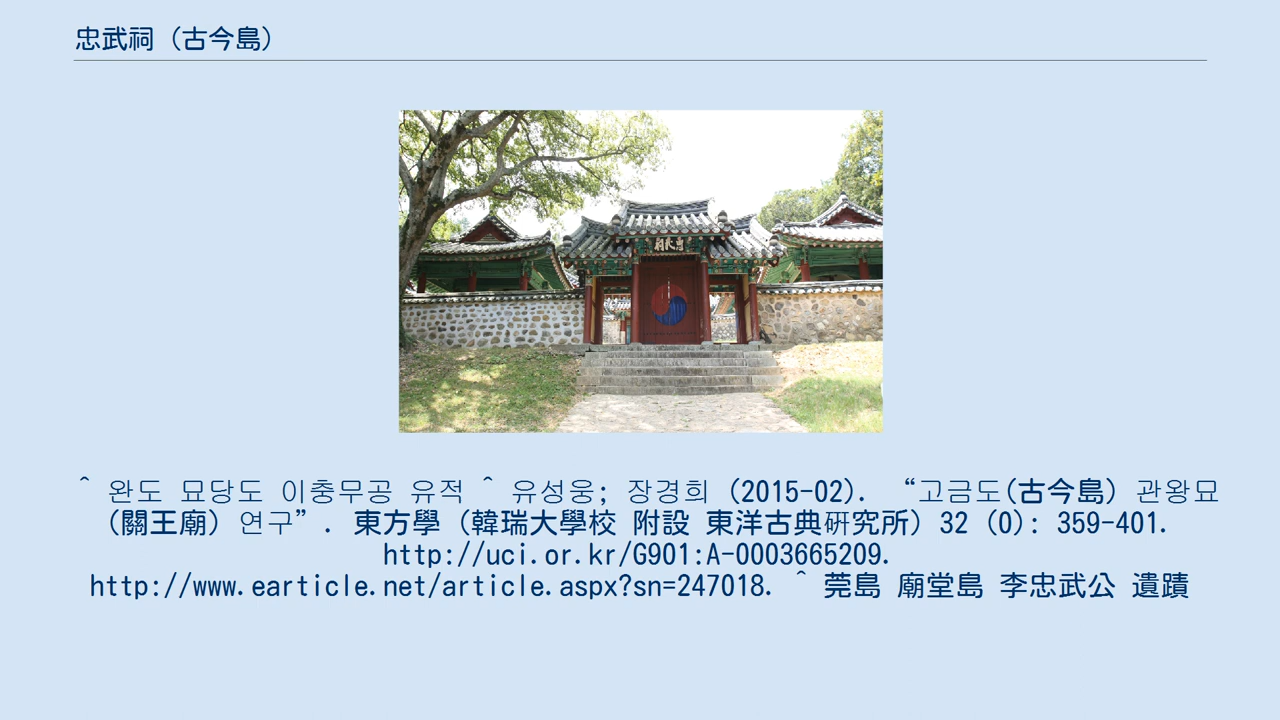 忠武祠 (古今島)
忠武祠
^ 완도 묘당도 이충무공 유적 ^ 유성웅; 장경희 (2015-02). “고금도(古今島) 관왕묘
(關王廟) 연구”. 東方學 (韓瑞大學校 附設 東洋古典硏究所) 32 (0): 359-401.
http://uci.or.kr/G901:A-0003665209.
http://www.earticle.net/article.aspx?sn=247018. ^ 莞島 廟堂島 李忠武公 遺蹟